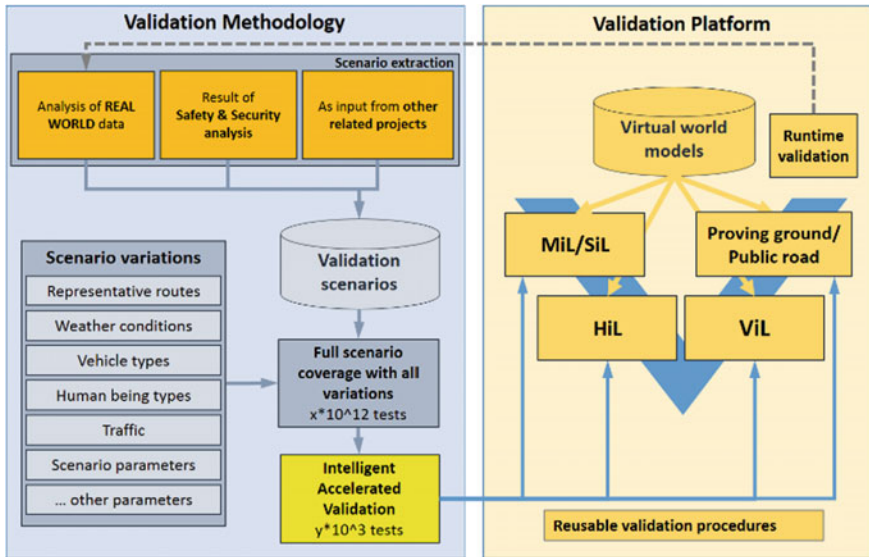 Validation Methodology
Scenario extraction
Analysis of REAL
WORLD data
Result of
Safety & Security
analysis
As input from other
related projects
Validation
scenarios
Scenario variations
Representative routes
Weather conditions
Vehicle types
Human being types
Traffic
Scenario parameters
... other parameters
Full scenario
coverage with all
variations
x*10^12 tests
Intelligent
Accelerated
Validation
y*10^3 tests
Validation Platform
Virtual world
models
Runtime
validation
MiL/SiL
Proving ground/
Public road
HiL
ViL
Reusable validation procedures